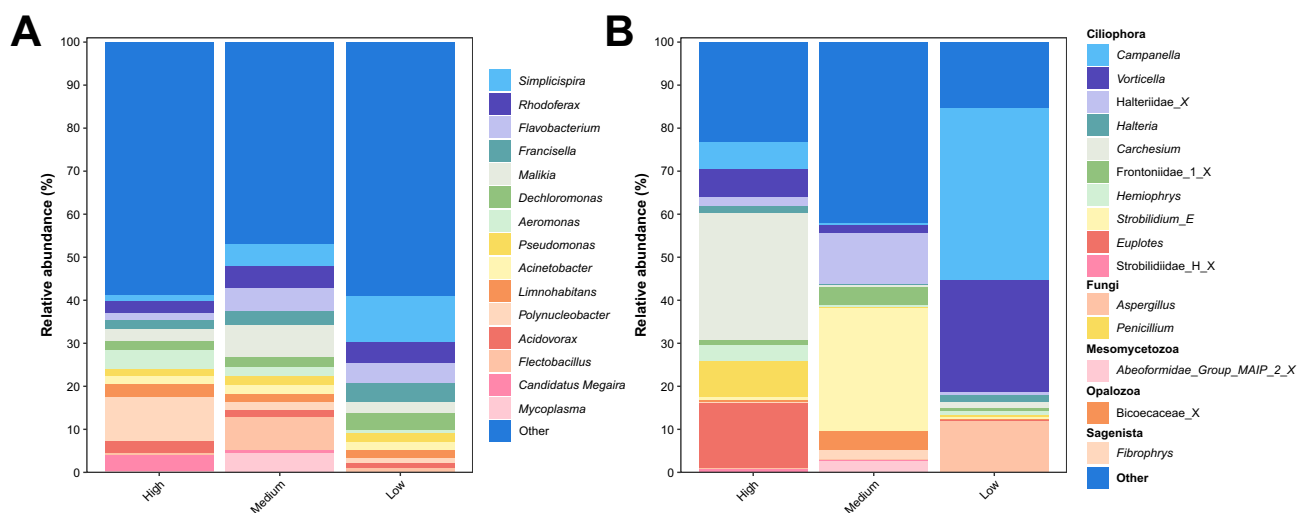 A
Relative abundance (%)
100
90
80
70
60
50
40
30
20
10
0
High
Medium
Low
Simplicispira
Rhodoferax
Flavobacterium
Francisella
Malikia
Dechloromonas
Aeromonas
Pseudomonas
Acinetobacter
Limnohabitans
Polynucleobacter
Acidovorax
Flectobacillus
Candidatus Megaira
Mycoplasma
Other
B
Relative abundance (%)
100
90
80
70
60
50
40
30
20
10
0
High
Medium
Low
Ciliophora
Campanella
Vorticella
Halteriidae_X
Halteria
Carchesium
Frontoniidae_1_X
Hemiophrys
Strobilidium_E
Euplotes
Strobilidiidae_H_X
Fungi
Aspergillus
Penicillium
Mesomycetozoa
Abeoformidae_Group_MAIP_2_X
Opalozoa
Bicoecaceae_X
Sagenista
Fibrophrys
Other